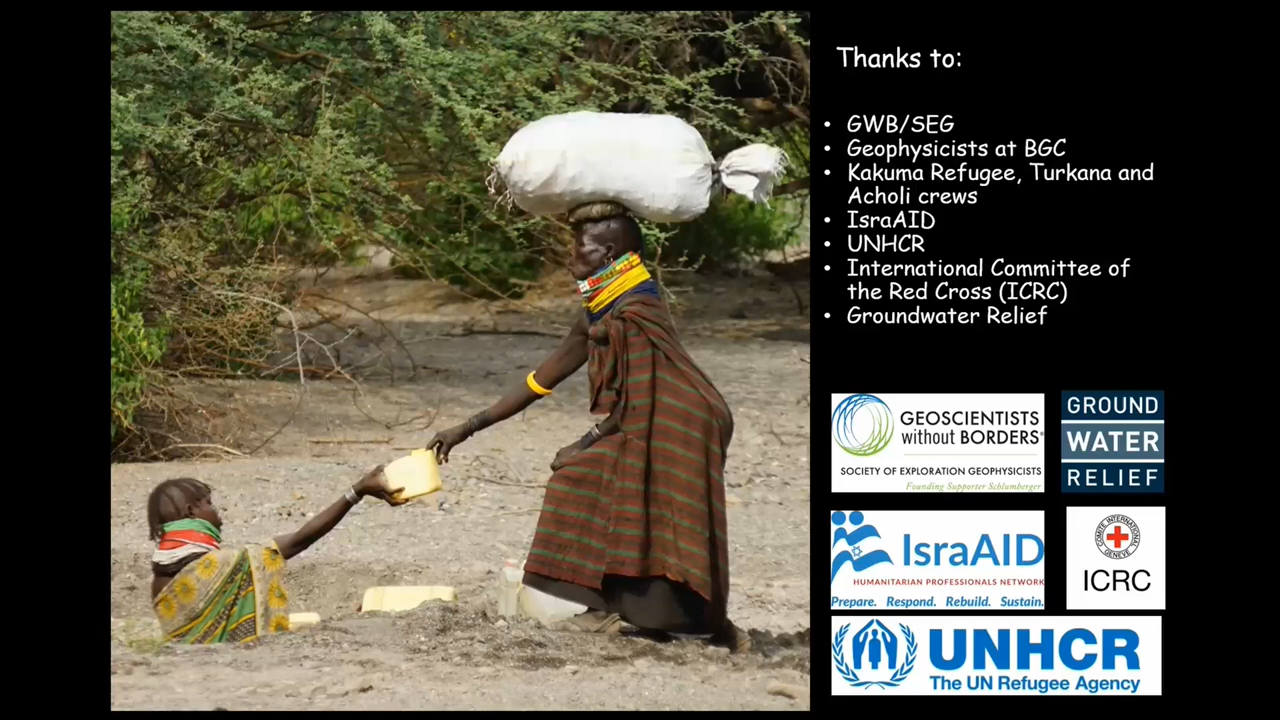 Thanks to:
• GWB/SEG
• Geophysicists at BGC
• Kakuma Refugee, Turkana and
Acholi crews
• IsraAID
• UNHCR
• International Committee of
the Red Cross (ICRC)
• Groundwater Relief
GEOSCIENTISTS
without BORDERS®
SOCIETY OF EXPLORATION GEOPHYSICISTS
Founding Supporter Schlumberger
GROUND
WATER
RELIEF
IsraAID
HUMANITARIAN PROFESSIONALS NETWORK
Prepare. Respond. Rebuild. Sustain.
COMITE INTERNATIONAL
GENEVE
ICRC
UNHCR
The UN Refugee Agency